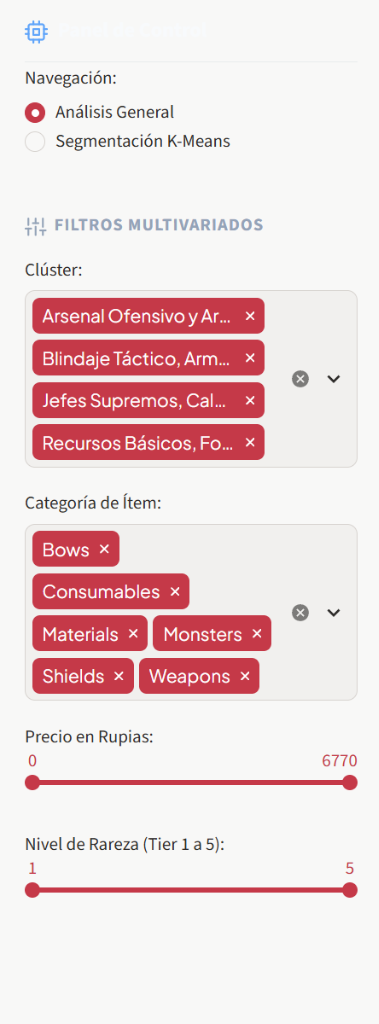 Navegación:
Análisis General
Segmentación K-Means
FILTROS MULTIVARIADOS
Clúster:
Arsenal Ofensivo y Ar... ×
Blindaje Táctico, Arm... ×
Jefes Supremos, Cal... ×
Recursos Básicos, Fo... ×
Categoría de Ítem:
Bows ×
Consumables ×
Materials × Monsters ×
Shields × Weapons ×
Precio en Rupias:
0 6770
Nivel de Rareza (Tier 1 a 5):
1 5